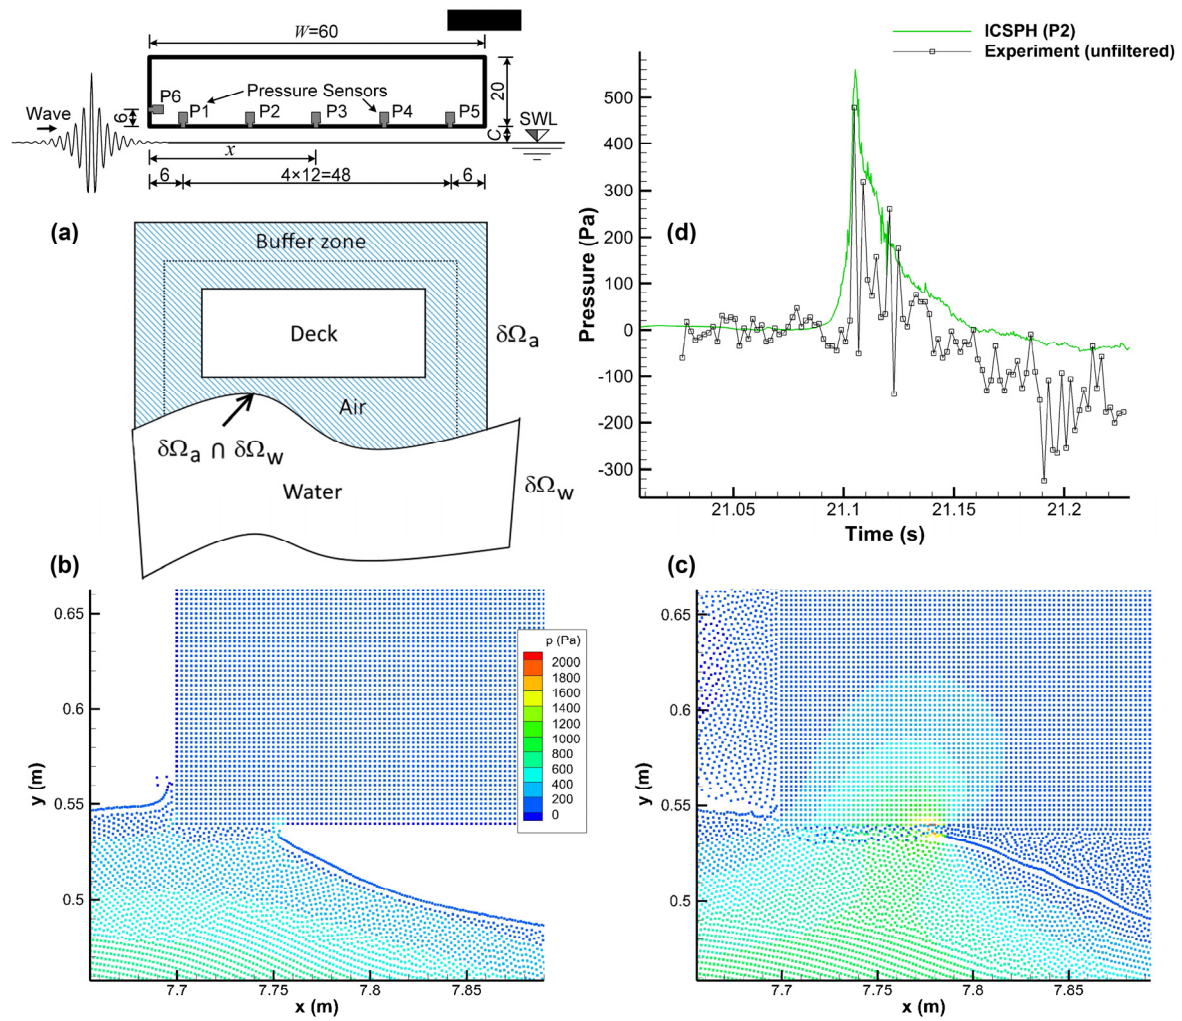 W=60
P6
P1
Pressure Sensors
P2
P3
P4
P5
20
6
Wave
C
SWL
x
6
4×12=48
6
(a)
Buffer zone
Deck
δΩa
Air
δΩa ∩ δΩw
Water
δΩw
ICSPH (P2)
Experiment (unfiltered)
(d)
Pressure (Pa)
500
400
300
200
100
0
-100
-200
-300
21.05
21.1
21.15
21.2
Time (s)
(b)
0.65
0.6
0.55
0.5
y (m)
7.7
7.75
7.8
7.85
x (m)
p (Pa)
2000
1800
1600
1400
1200
1000
800
600
400
200
0
(c)
0.65
0.6
0.55
0.5
y (m)
7.7
7.75
7.8
7.85
x (m)